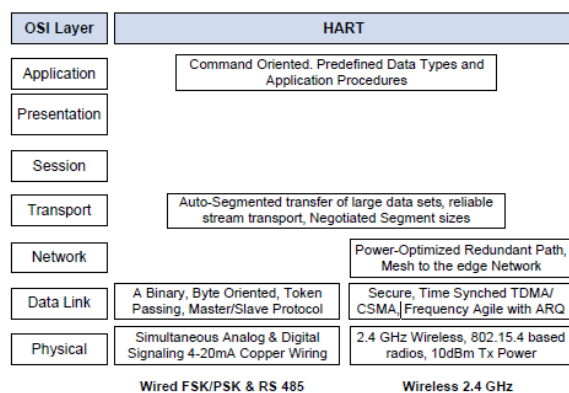 OSI Layer
HART
Application
Command Oriented. Predefined Data Types and
Application Procedures
Presentation
Session
Transport
Auto-Segmented transfer of large data sets, reliable
stream transport, Negotiated Segment sizes
Network
Power-Optimized Redundant Path,
Mesh to the edge Network
Data Link
A Binary, Byte Oriented, Token
Passing, Master/Slave Protocol
Secure, Time Synched TDMA/
CSMA, Frequency Agile with ARQ
Physical
Simultaneous Analog & Digital
Signaling 4-20mA Copper Wiring
2.4 GHz Wireless, 802.15.4 based
radios, 10dBm Tx Power
Wired FSK/PSK & RS 485
Wireless 2.4 GHz